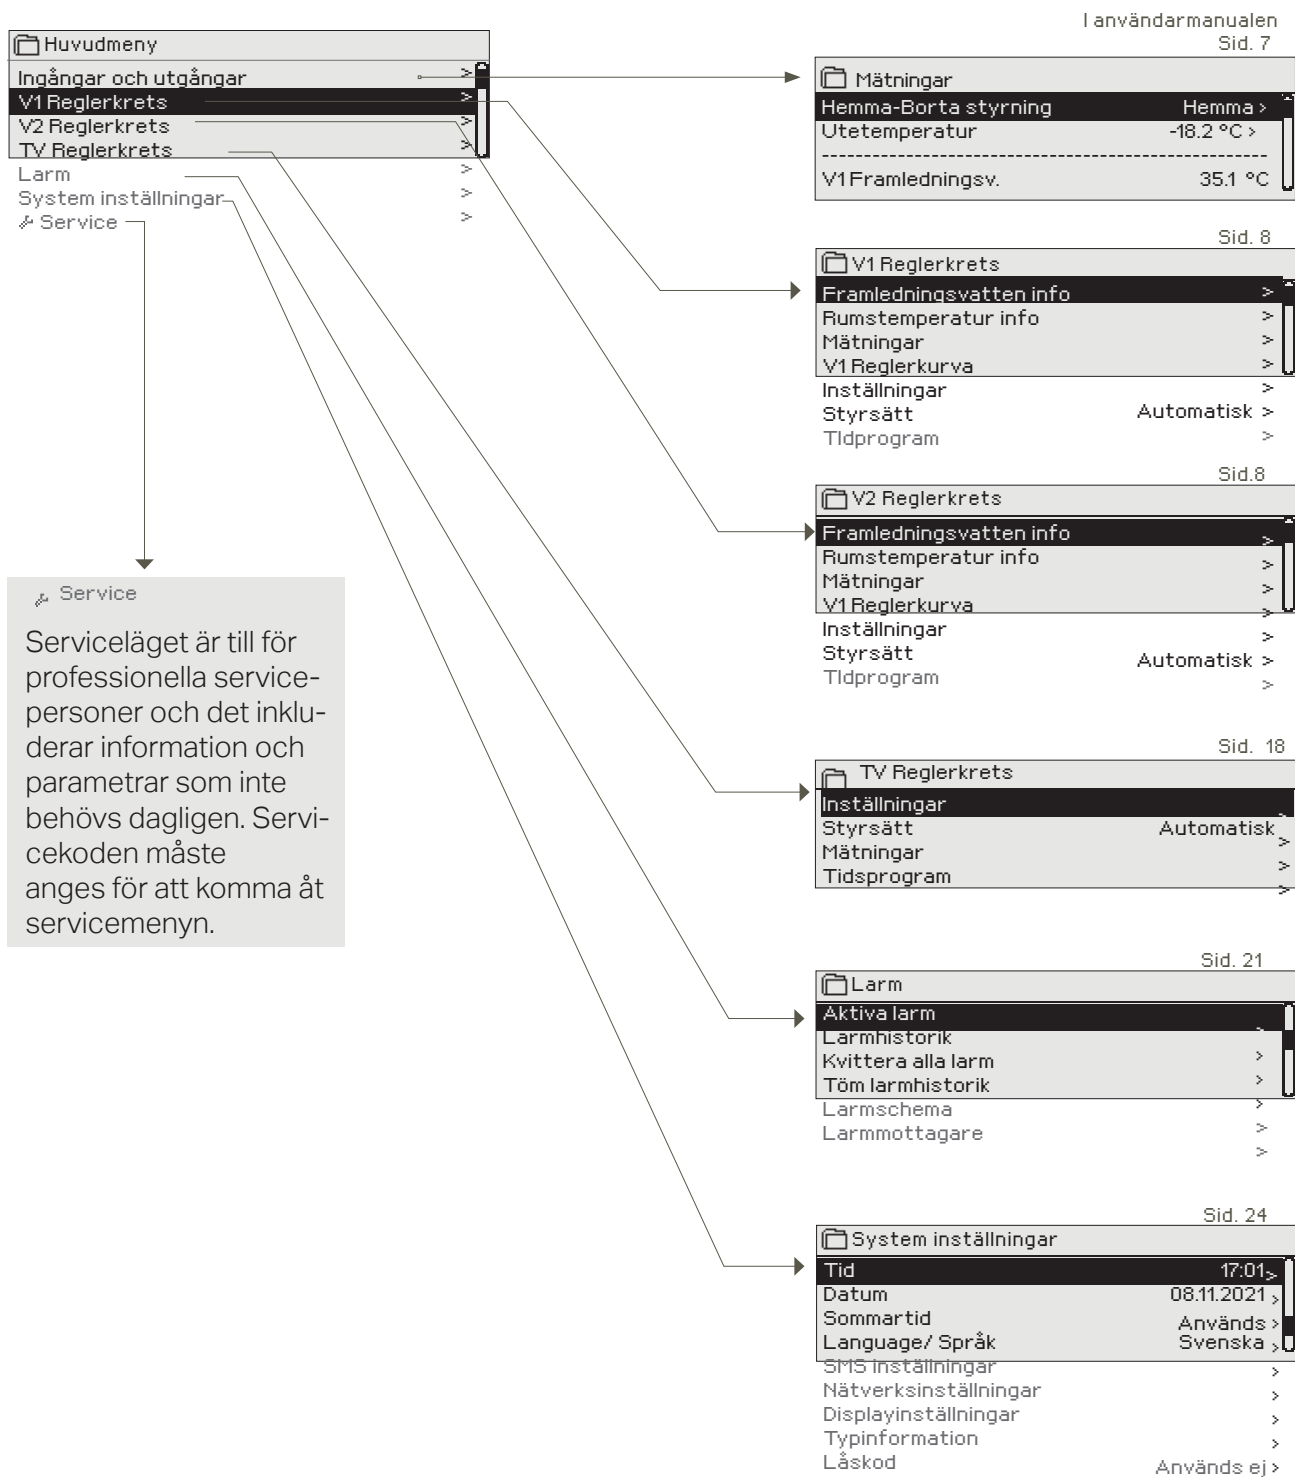 Huvudmeny
Ingångar och utgångar >
V1 Reglerkrets >
V2 Reglerkrets >
TV Reglerkrets >
Larm >
System inställningar >
Service >
Service
Serviceläget är till för
professionella service-
personer och det inklu-
derar information och
parametrar som inte
behövs dagligen. Servi-
cekoden måste
anges för att komma åt
servicemenyn.
I användarmanualen
Sid. 7
Mätningar
Hemma-Borta styrning Hemma >
Utetemperatur -18.2 °C >
--------------------------------------------------
V1 Framledningsv. 35.1 °C
Sid. 8
V1 Reglerkrets
Framledningsvatten info >
Rumstemperatur info >
Mätningar >
V1 Reglerkurva >
Inställningar >
Styrsätt Automatisk >
TIdprogram >
Sid.8
V2 Reglerkrets
Framledningsvatten info >
Rumstemperatur info >
Mätningar >
V1 Reglerkurva >
Inställningar >
Styrsätt Automatisk >
TIdprogram >
Sid. 18
TV Reglerkrets
Inställningar >
Styrsätt Automatisk >
Mätningar >
Tidsprogram >
Sid. 21
Larm
Aktiva larm >
Larmhistorik >
Kvittera alla larm >
Töm larmhistorik >
Larmschema >
Larmmottagare >
Sid. 24
System inställningar
Tid 17:01 >
Datum 08.11.2021 >
Sommartid Används >
Language/ Språk Svenska >
SMS inställningar >
Nätverksinställningar >
Displayinställningar >
Typinformation >
Låskod Används ej >